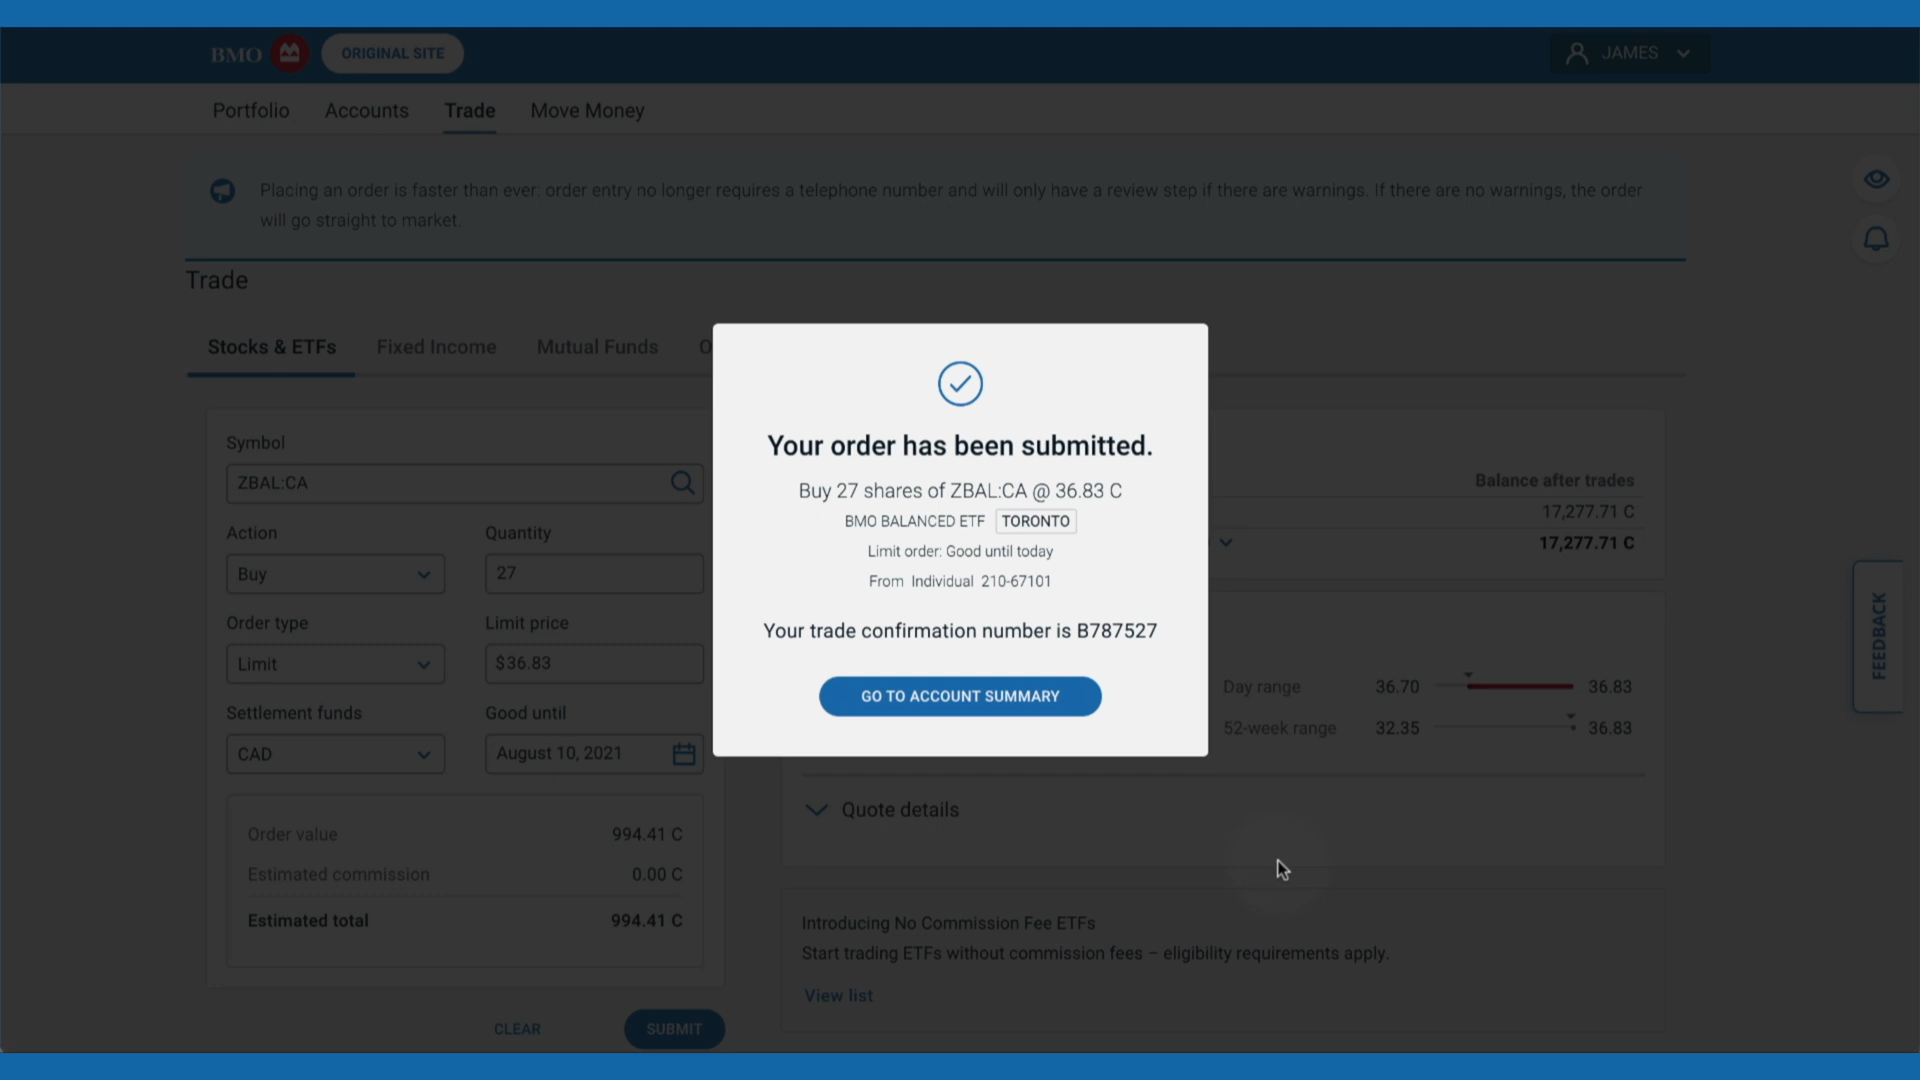 BMO
ORIGINAL SITE
JAMES
Portfolio
Accounts
Trade
Move Money
Placing an order is faster than ever: order entry no longer requires a telephone number and will only have a review step if there are warnings. If there are no warnings, the order
will go straight to market.
Trade
Stocks & ETFs
Fixed Income
Mutual Funds
Symbol
ZBAL:CA
Action
Quantity
Buy
27
Order type
Limit price
Limit
$36.83
Settlement funds
Good until
CAD
August 10, 2021
Order value
994.41 C
Estimated commission
0.00 C
Estimated total
994.41 C
CLEAR
SUBMIT
Your order has been submitted.
Buy 27 shares of ZBAL:CA @ 36.83 C
BMO BALANCED ETF TORONTO
Limit order: Good until today
From Individual 210-67101
Your trade confirmation number is B787527
GO TO ACCOUNT SUMMARY
Balance after trades
17,277.71 C
17,277.71 C
Day range
36.70
36.83
52-week range
32.35
36.83
Quote details
Introducing No Commission Fee ETFs
Start trading ETFs without commission fees – eligibility requirements apply.
View list
FEEDBACK